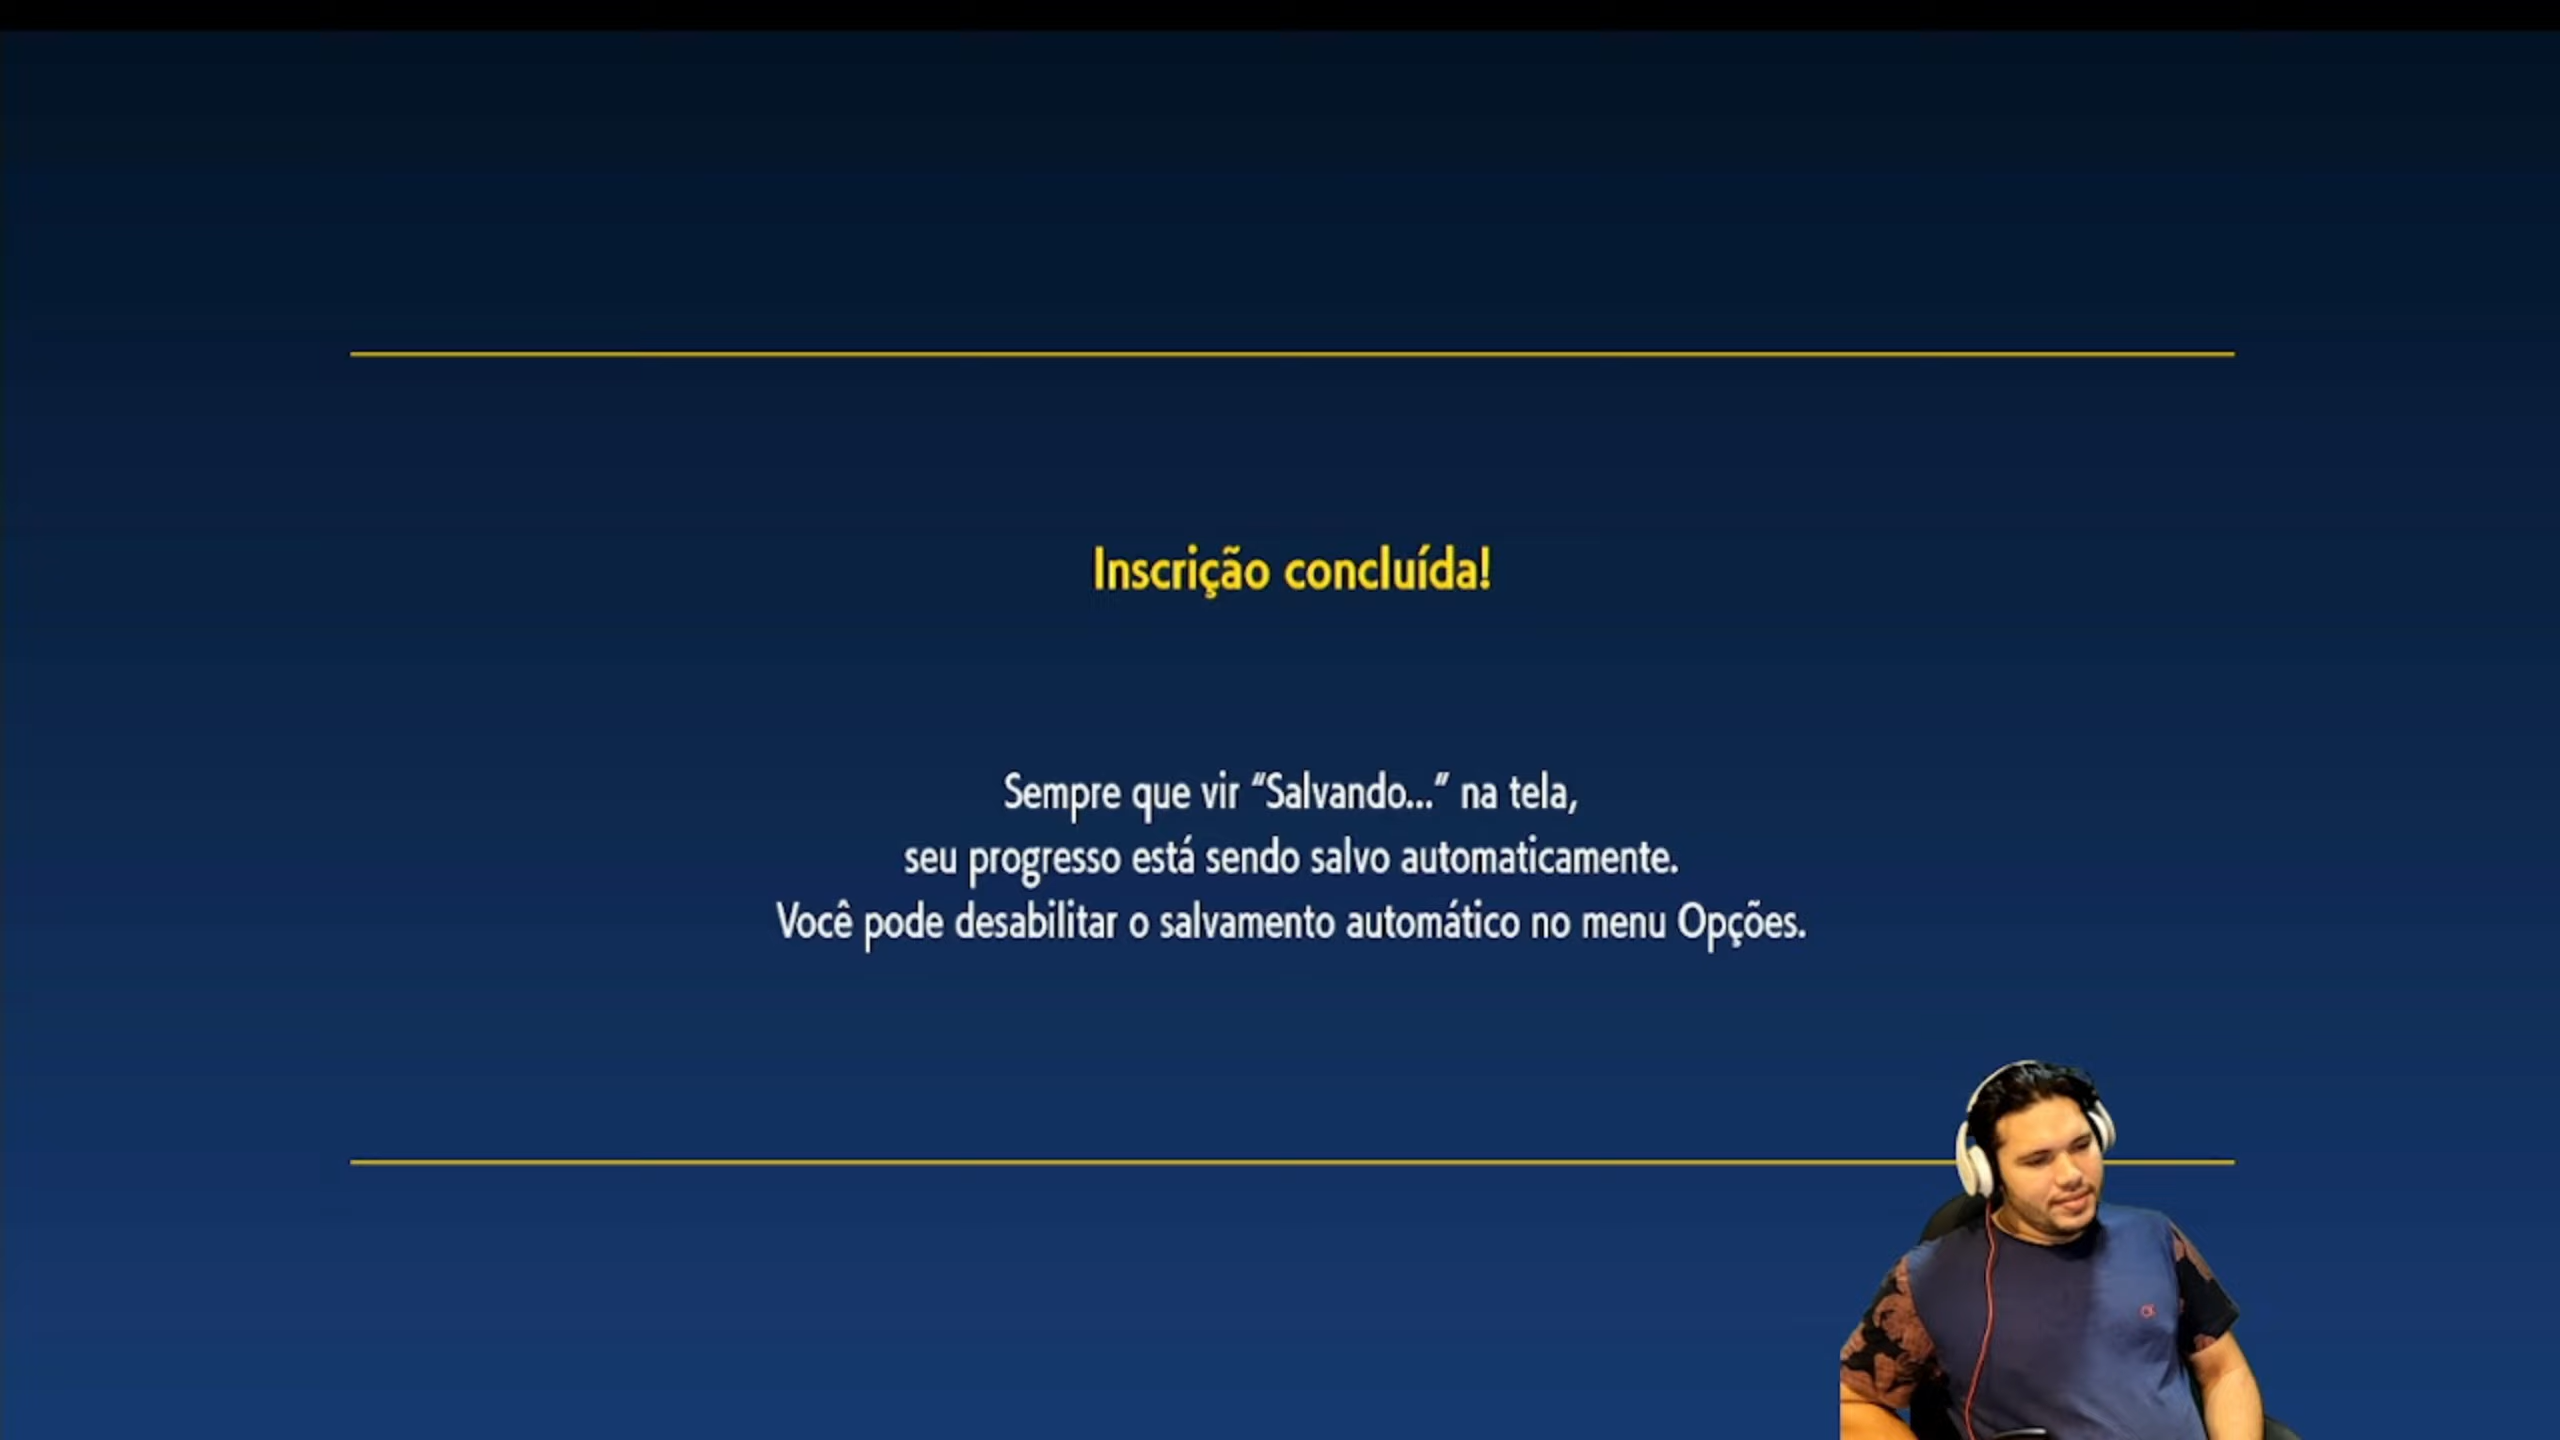 Inscrição concluída!
Sempre que vir “Salvando...” na tela,
seu progresso está sendo salvo automaticamente.
Você pode desabilitar o salvamento automático no menu Opções.